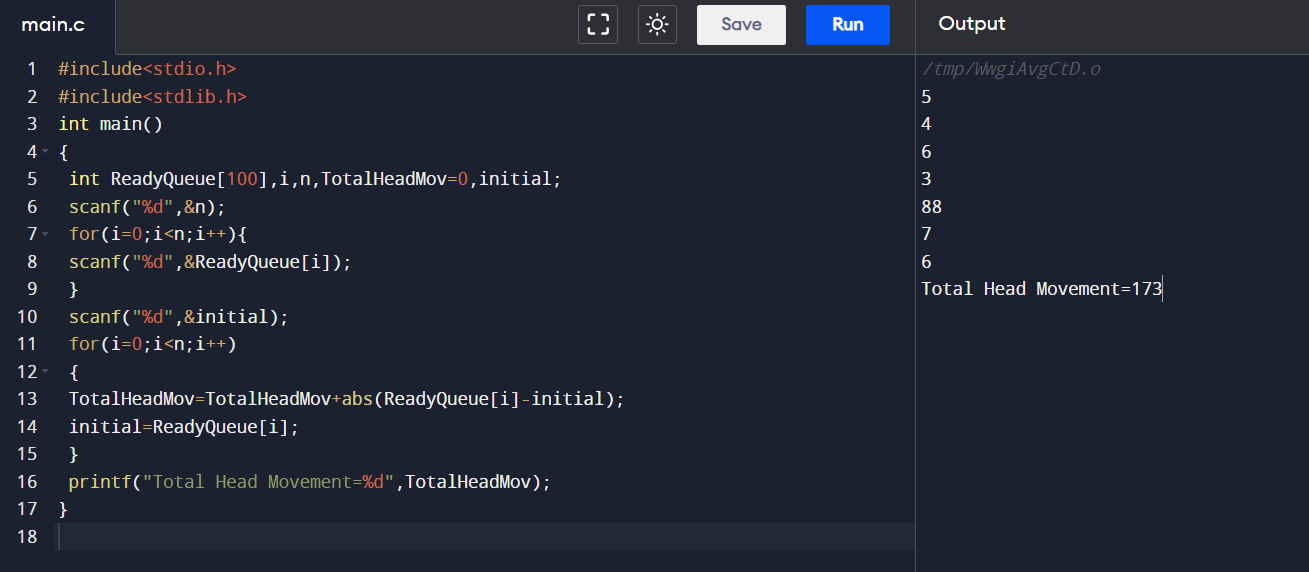 main.c
Save
Run
Output
1 #include<stdio.h>
2 #include<stdlib.h>
3 int main()
4 {
5 int ReadyQueue[100],i,n,TotalHeadMov=0,initial;
6 scanf("%d",&n);
7 for(i=0;i<n;i++){
8 scanf("%d",&ReadyQueue[i]);
9 }
10 scanf("%d",&initial);
11 for(i=0;i<n;i++)
12 {
13 TotalHeadMov=TotalHeadMov+abs(ReadyQueue[i]-initial);
14 initial=ReadyQueue[i];
15 }
16 printf("Total Head Movement=%d",TotalHeadMov);
17 }
18
/tmp/WwgiAvgCtD.o
5
4
6
3
88
7
6
Total Head Movement=173